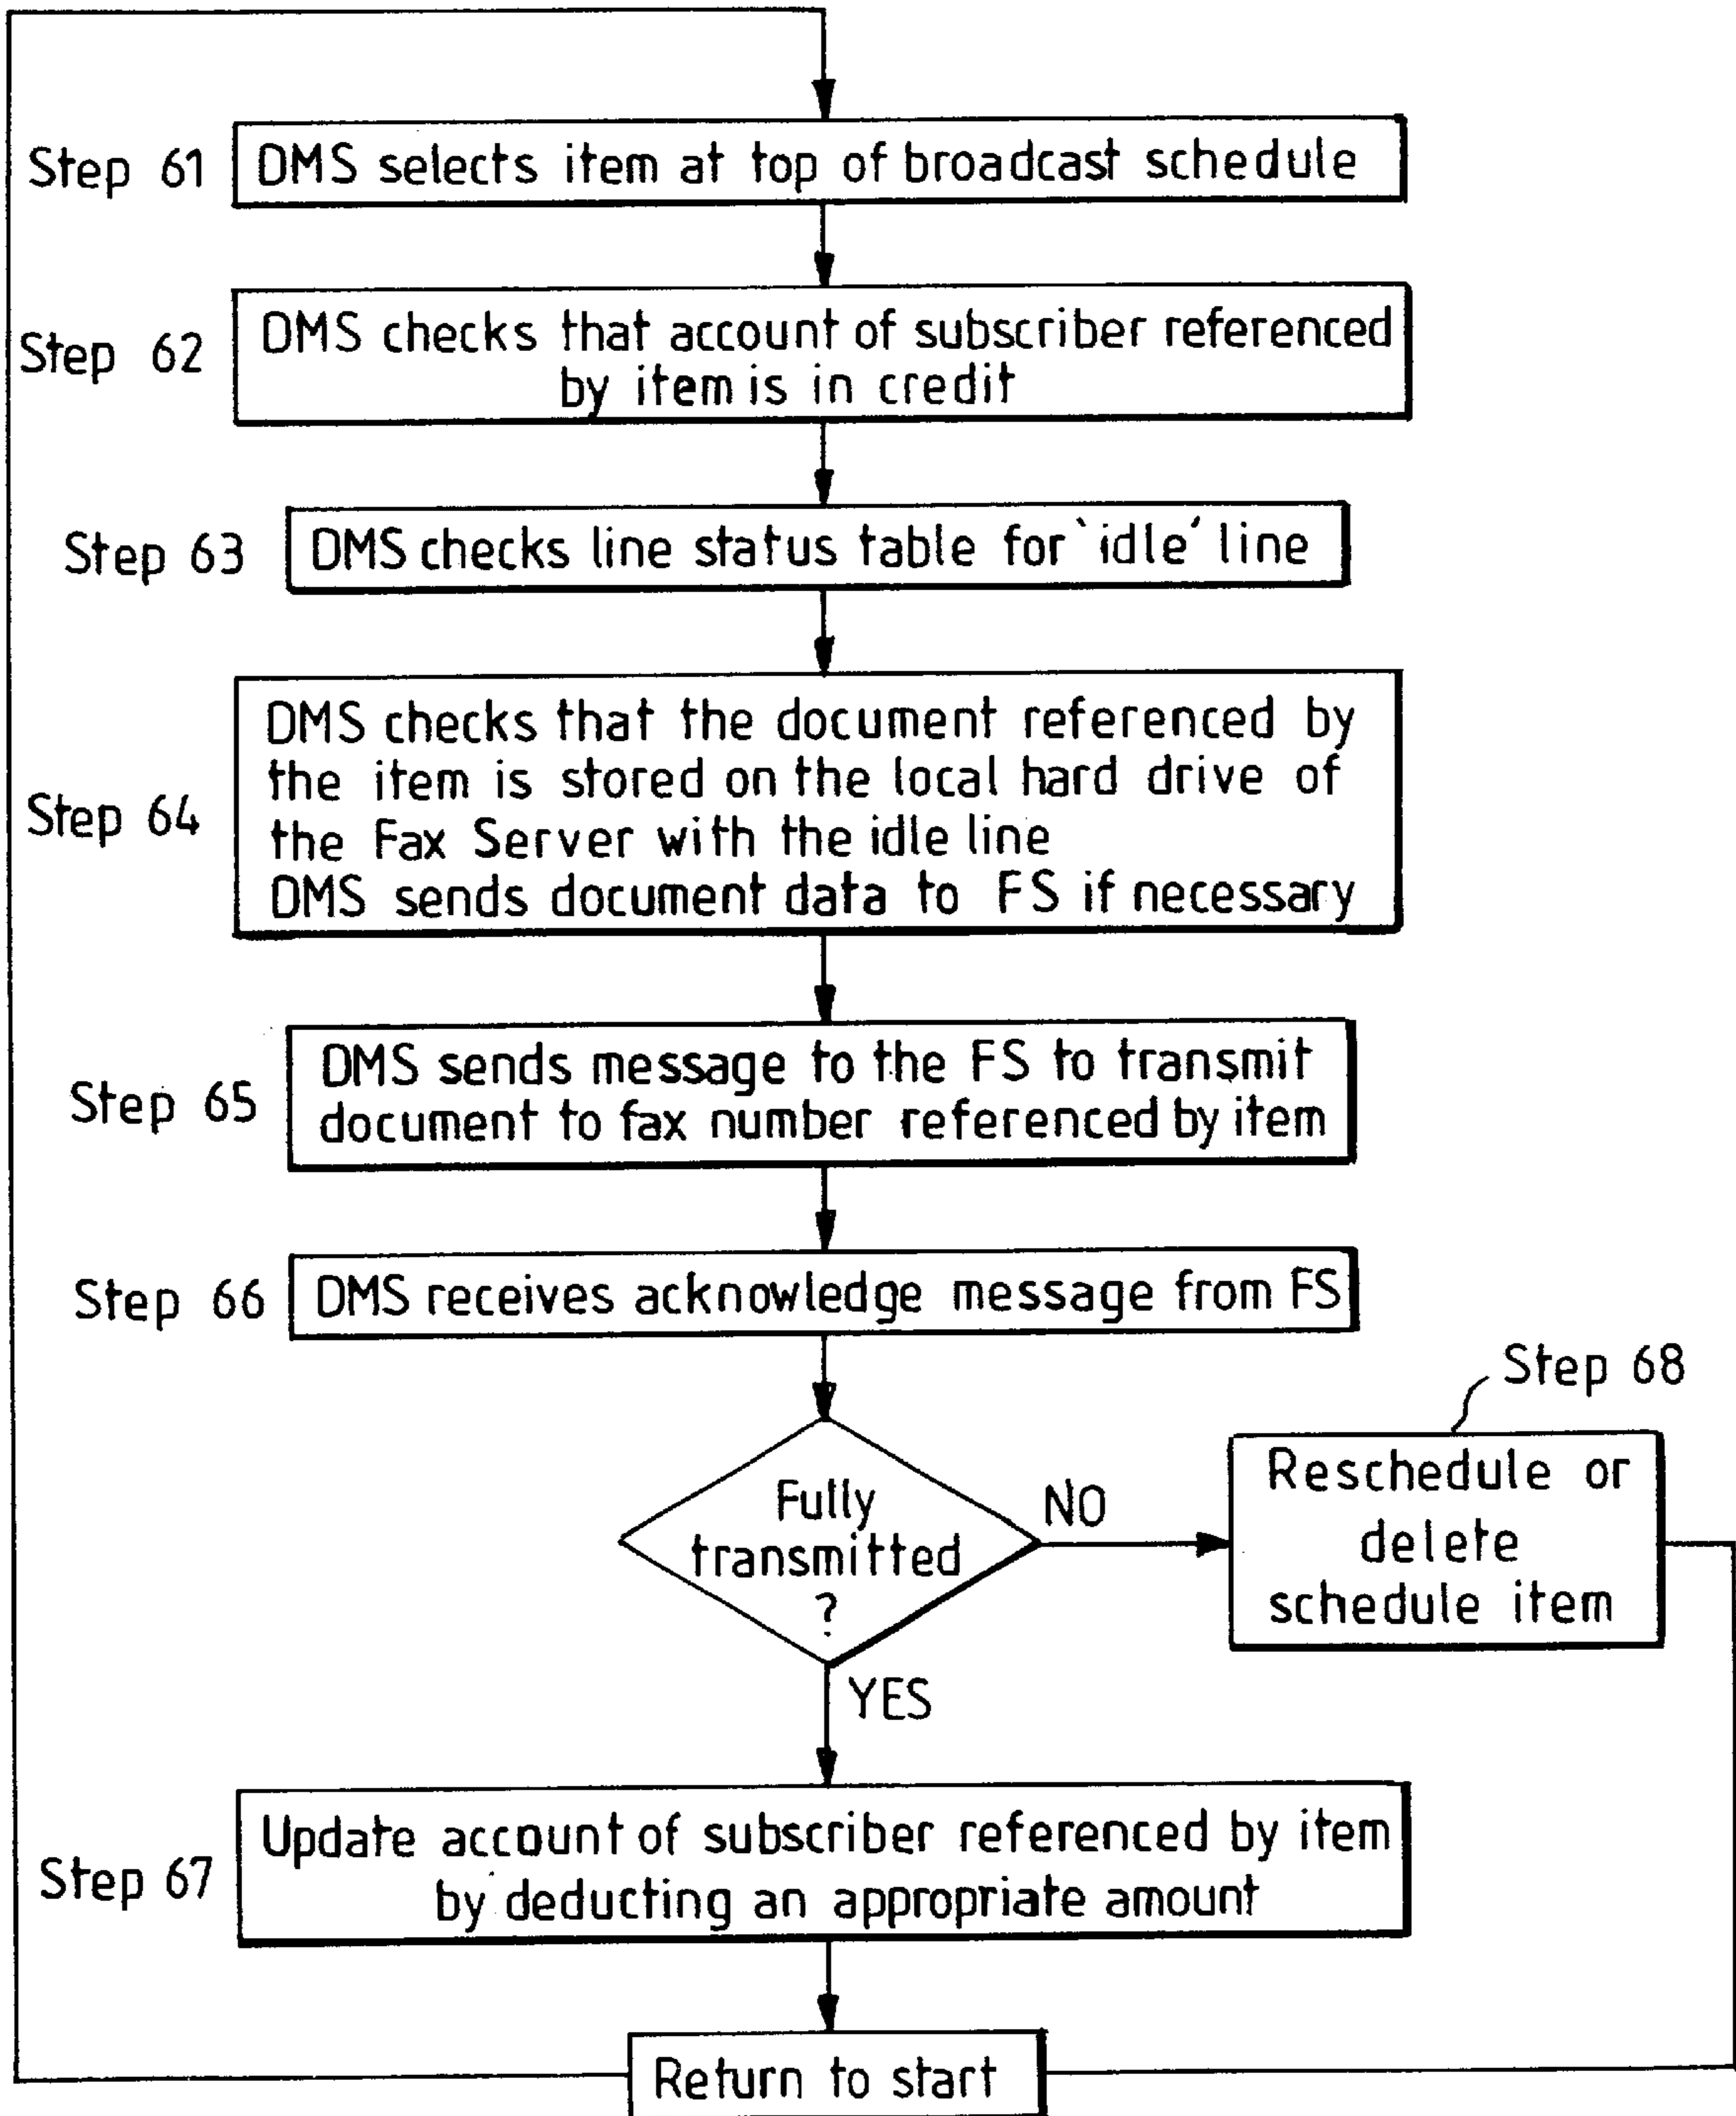 Step 61
DMS selects item at top of broadcast schedule
Step 62
DMS checks that account of subscriber referenced
by item is in credit
Step 63
DMS checks line status table for `idle´ line
Step 64
DMS checks that the document referenced by
the item is stored on the local hard drive of
the Fax Server with the idle line
DMS sends document data to FS if necessary
Step 65
DMS sends message to the FS to transmit
document to fax number referenced by item
Step 66
DMS receives acknowledge message from FS
Step 68
Fully
transmitted
?
NO
Reschedule or
delete
schedule item
YES
Step 67
Update account of subscriber referenced by item
by deducting an appropriate amount
Return to start